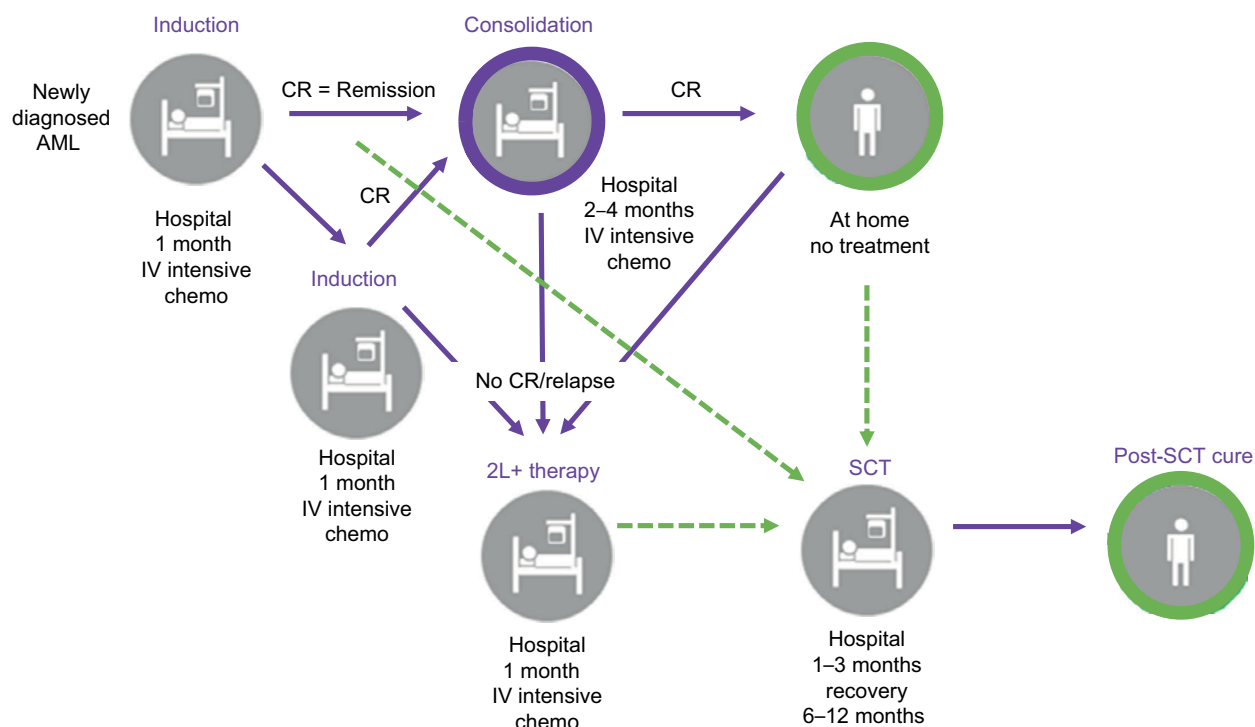 Induction
Consolidation
Newly
diagnosed
AML
CR = Remission
CR
Hospital
1 month
IV intensive
chemo
CR
Hospital
2–4 months
IV intensive
chemo
At home
no treatment
Induction
No CR/relapse
Hospital
1 month
IV intensive
chemo
2L+ therapy
SCT
Post-SCT cure
Hospital
1 month
IV intensive
chemo
Hospital
1–3 months
recovery
6–12 months